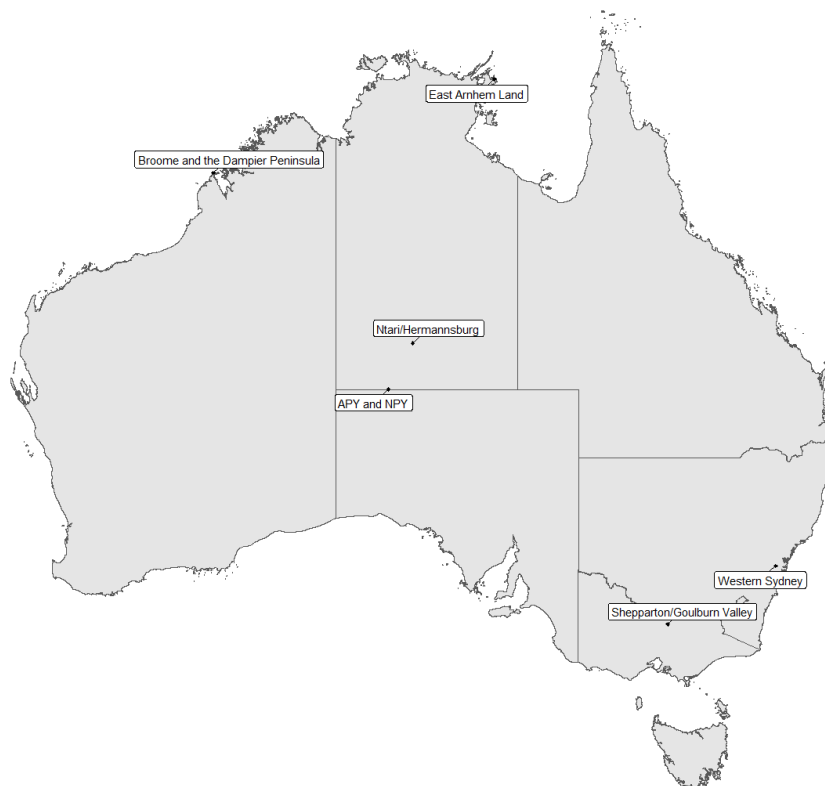 East Arnhem Land
Broome and the Dampier Peninsula
Ntari/Hermannsburg
APY and NPY
Western Sydney
Shepparton/Goulburn Valley